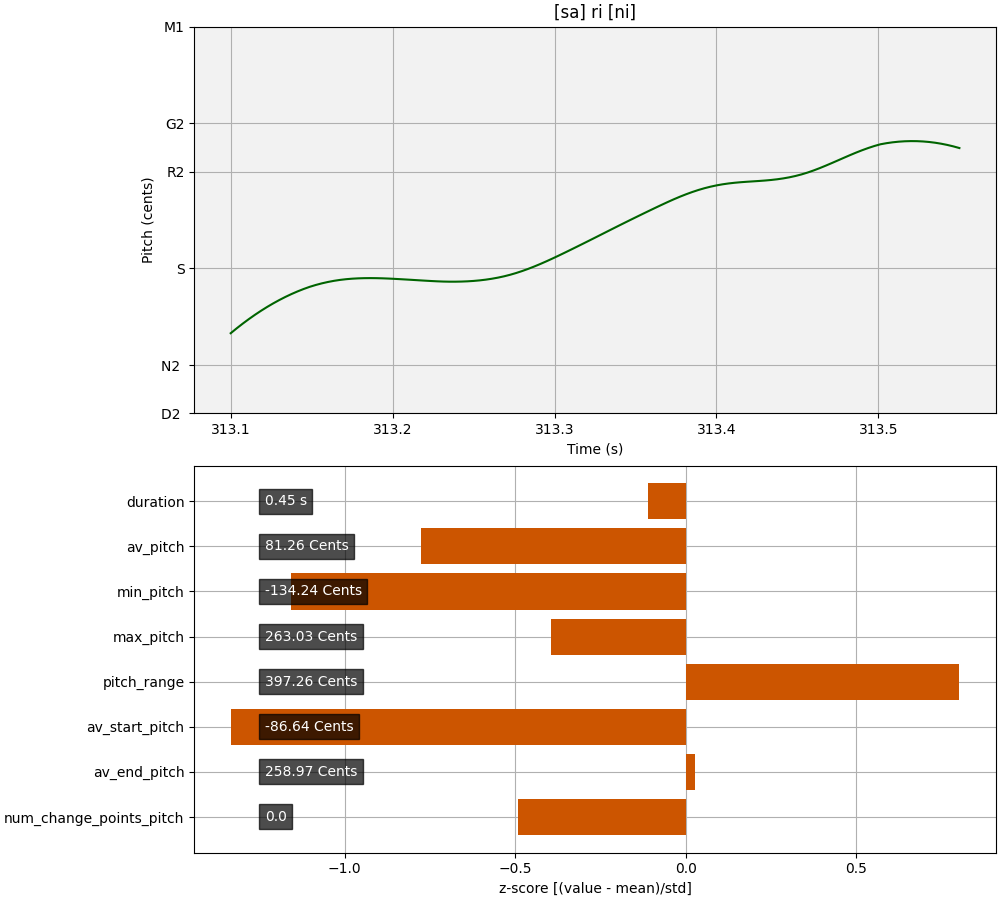 [sa] ri [ni]
M1
G2
R2
S
N2
D2
Pitch (cents)
313.1 313.2 313.3 313.4 313.5
Time (s)
duration 0.45 s
av_pitch 81.26 Cents
min_pitch -134.24 Cents
max_pitch 263.03 Cents
pitch_range 397.26 Cents
av_start_pitch -86.64 Cents
av_end_pitch 258.97 Cents
num_change_points_pitch 0.0
−1.0 −0.5 0.0 0.5
z-score [(value - mean)/std]